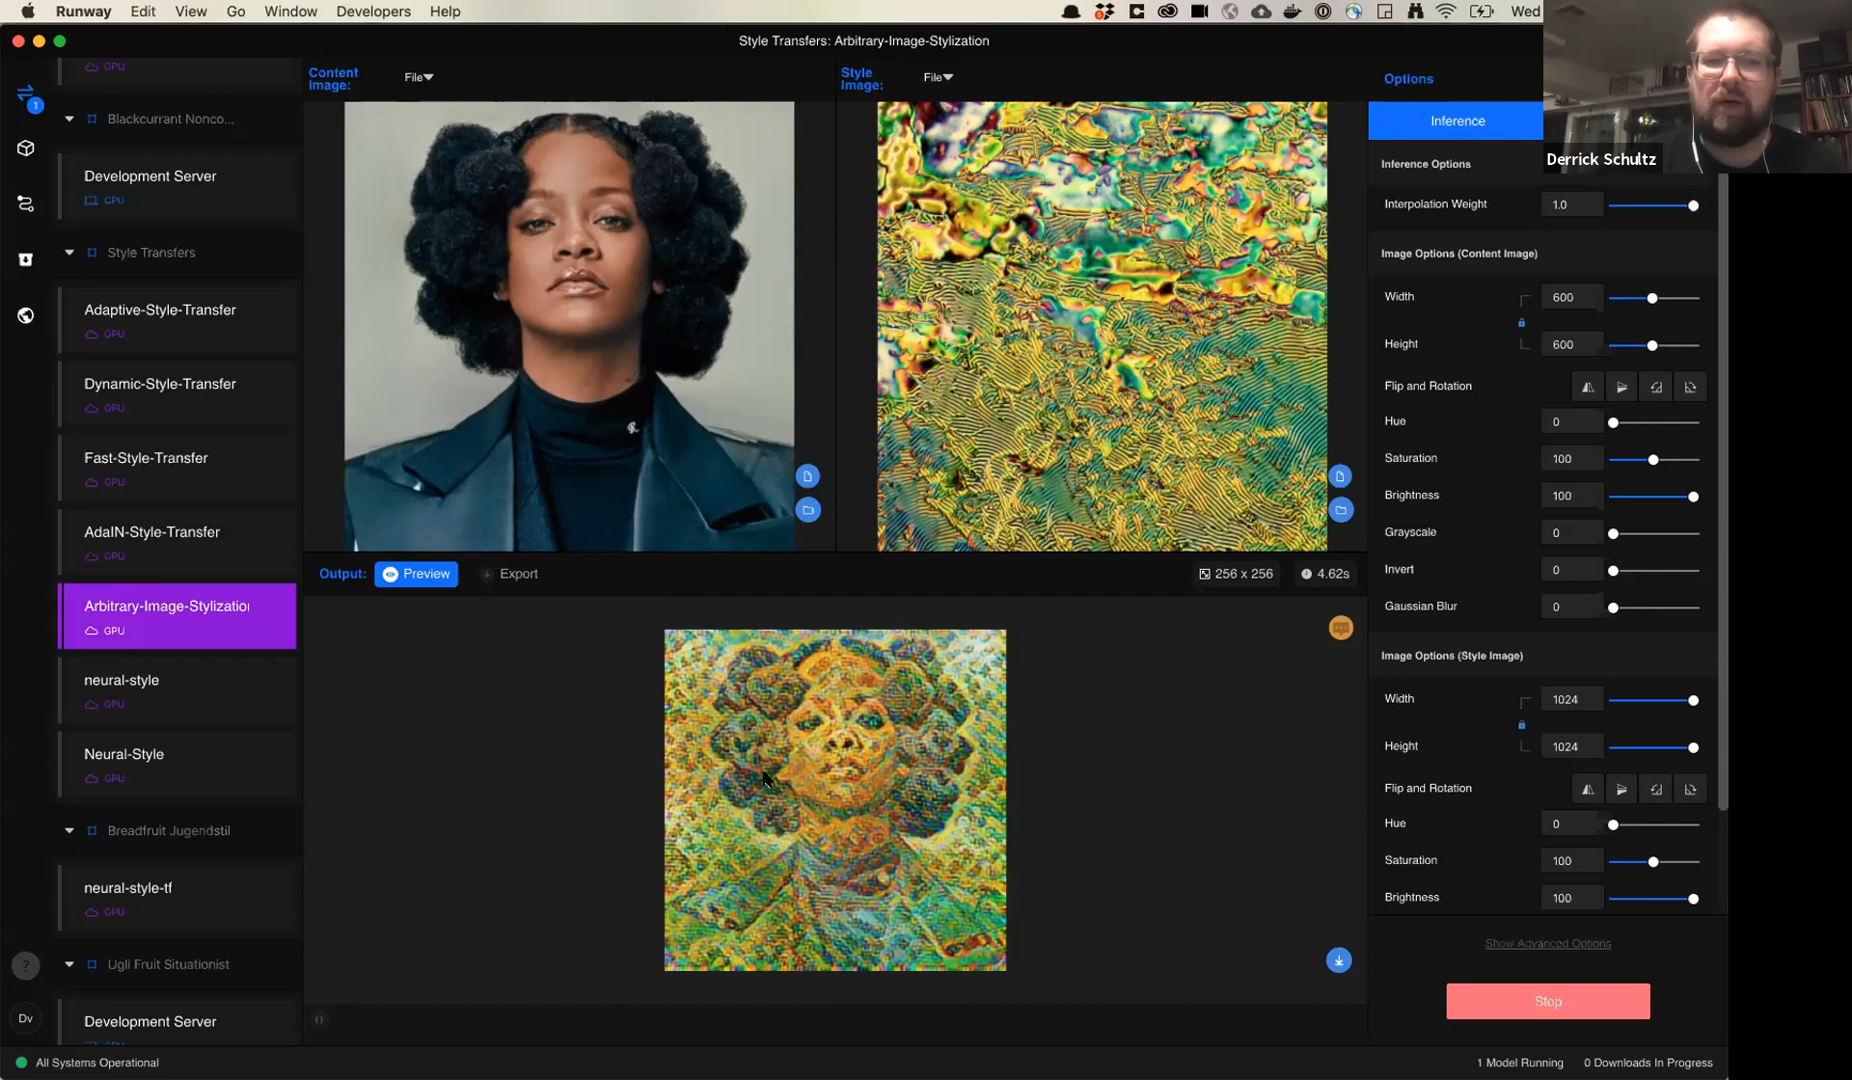 Runway Edit View Go Window Developers Help Wed
Style Transfers: Arbitrary-Image-Stylization
GPU
1
Blackcurrant Nonco...
Development Server
GPU
Style Transfers
Adaptive-Style-Transfer
GPU
Dynamic-Style-Transfer
GPU
Fast-Style-Transfer
GPU
AdaIN-Style-Transfer
GPU
Arbitrary-Image-Stylization
GPU
neural-style
GPU
Neural-Style
GPU
Breadfruit Jugendstil
neural-style-tf
GPU
Ugli Fruit Situationist
Development Server
?
Dv
Content
Image:
File
Style
Image:
File
Output: Preview Export 256 x 256 4.62s
Options
Inference
Derrick Schultz
Inference Options
Interpolation Weight 1.0
Image Options (Content Image)
Width 600
Height 600
Flip and Rotation
Hue 0
Saturation 100
Brightness 100
Grayscale 0
Invert 0
Gaussian Blur 0
Image Options (Style Image)
Width 1024
Height 1024
Flip and Rotation
Hue 0
Saturation 100
Brightness 100
Show Advanced Options
Stop
All Systems Operational 1 Model Running 0 Downloads In Progress